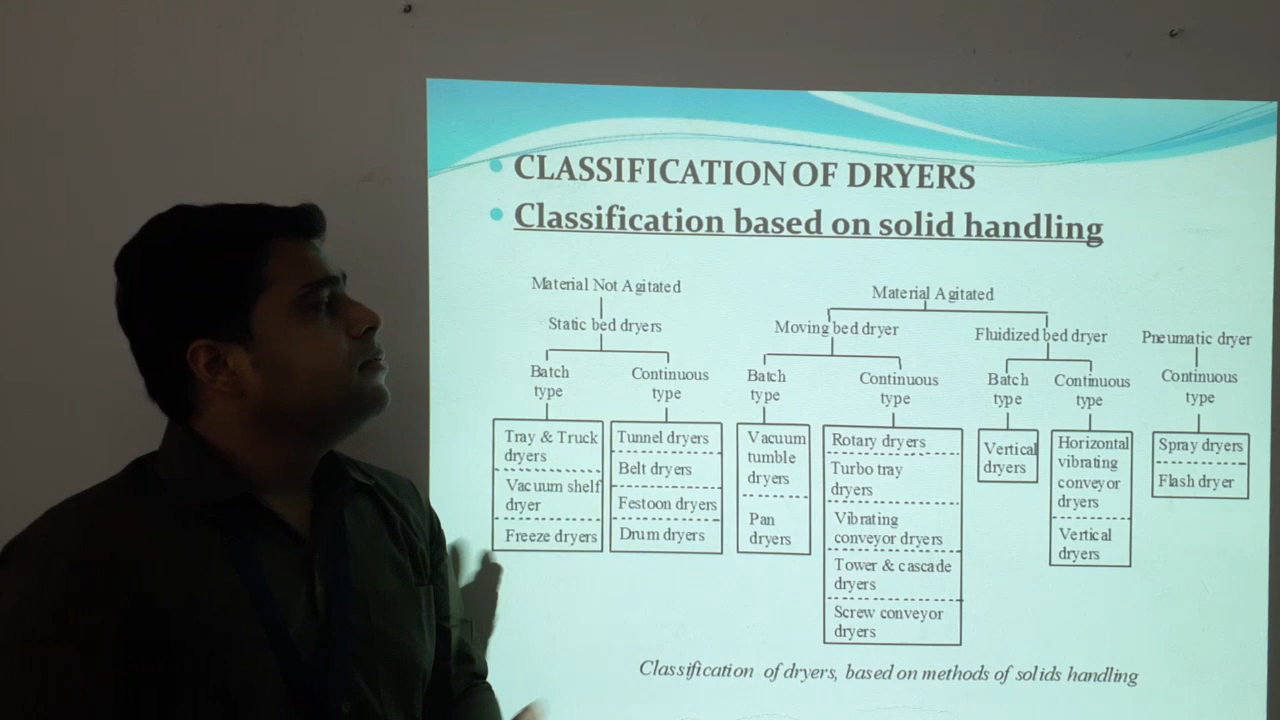 CLASSIFICATION OF DRYERS
Classification based on solid handling
Material Not Agitated
Static bed dryers
Batch
type
Tray & Truck
dryers
Vacuum shelf
dryer
Freeze dryers
Continuous
type
Tunnel dryers
Belt dryers
Festoon dryers
Drum dryers
Material Agitated
Moving bed dryer
Batch
type
Vacuum
tumble
dryers
Pan
dryers
Continuous
type
Rotary dryers
Turbo tray
dryers
Vibrating
conveyor dryers
Tower & cascade
dryers
Screw conveyor
dryers
Fluidized bed dryer
Batch
type
Vertical
dryers
Continuous
type
Horizontal
vibrating
conveyor
dryers
Vertical
dryers
Pneumatic dryer
Continuous
type
Spray dryers
Flash dryer
Classification of dryers, based on methods of solids handling